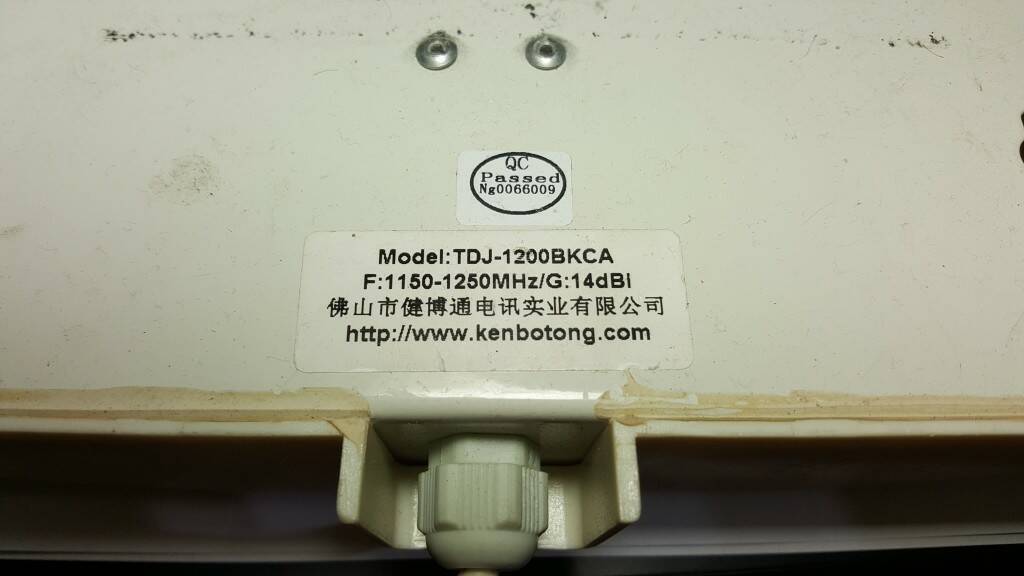 QC
Passed
Ng0066009
Model:TDJ-1200BKCA
F:1150-1250MHz/G:14dBi
佛山市健博通电讯实业有限公司
http://www.kenbotong.com